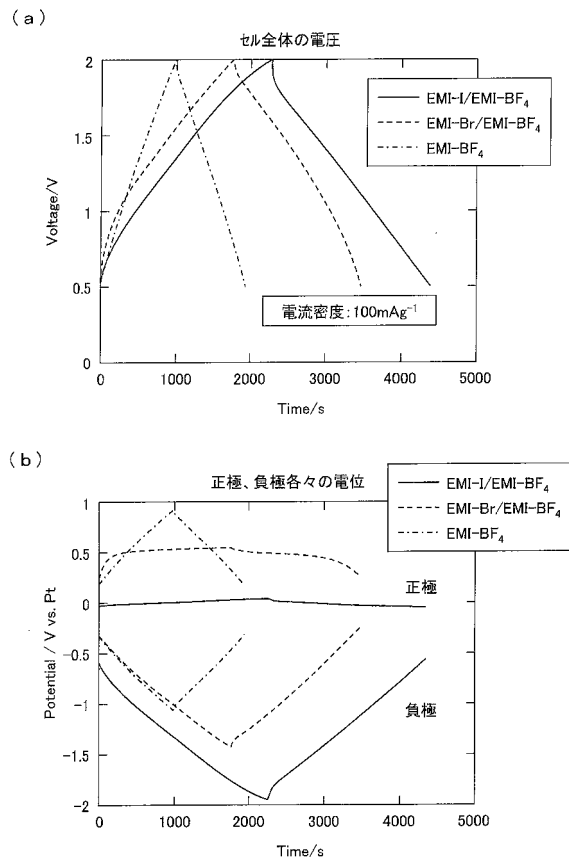 (a)
セル全体の電圧
2
1.5
1
0.5
0
Voltage/V
EMI-I/EMI-BF₄
EMI-Br/EMI-BF₄
EMI-BF₄
電流密度:100mAg⁻¹
0 1000 2000 3000 4000 5000
Time/s
(b)
正極、負極各々の電位
EMI-I/EMI-BF₄
EMI-Br/EMI-BF₄
EMI-BF₄
1
0.5
0
-0.5
-1
-1.5
-2
Potential / V vs. Pt
正極
負極
0 1000 2000 3000 4000 5000
Time/s